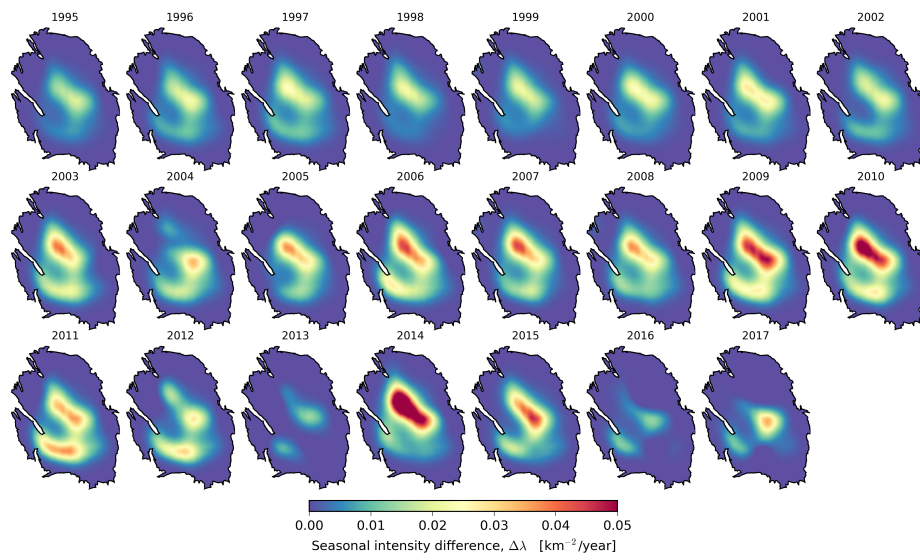 1995 1996 1997 1998 1999 2000 2001 2002
2003 2004 2005 2006 2007 2008 2009 2010
2011 2012 2013 2014 2015 2016 2017
0.00 0.01 0.02 0.03 0.04 0.05
Seasonal intensity difference, Δλ [km⁻²/year]